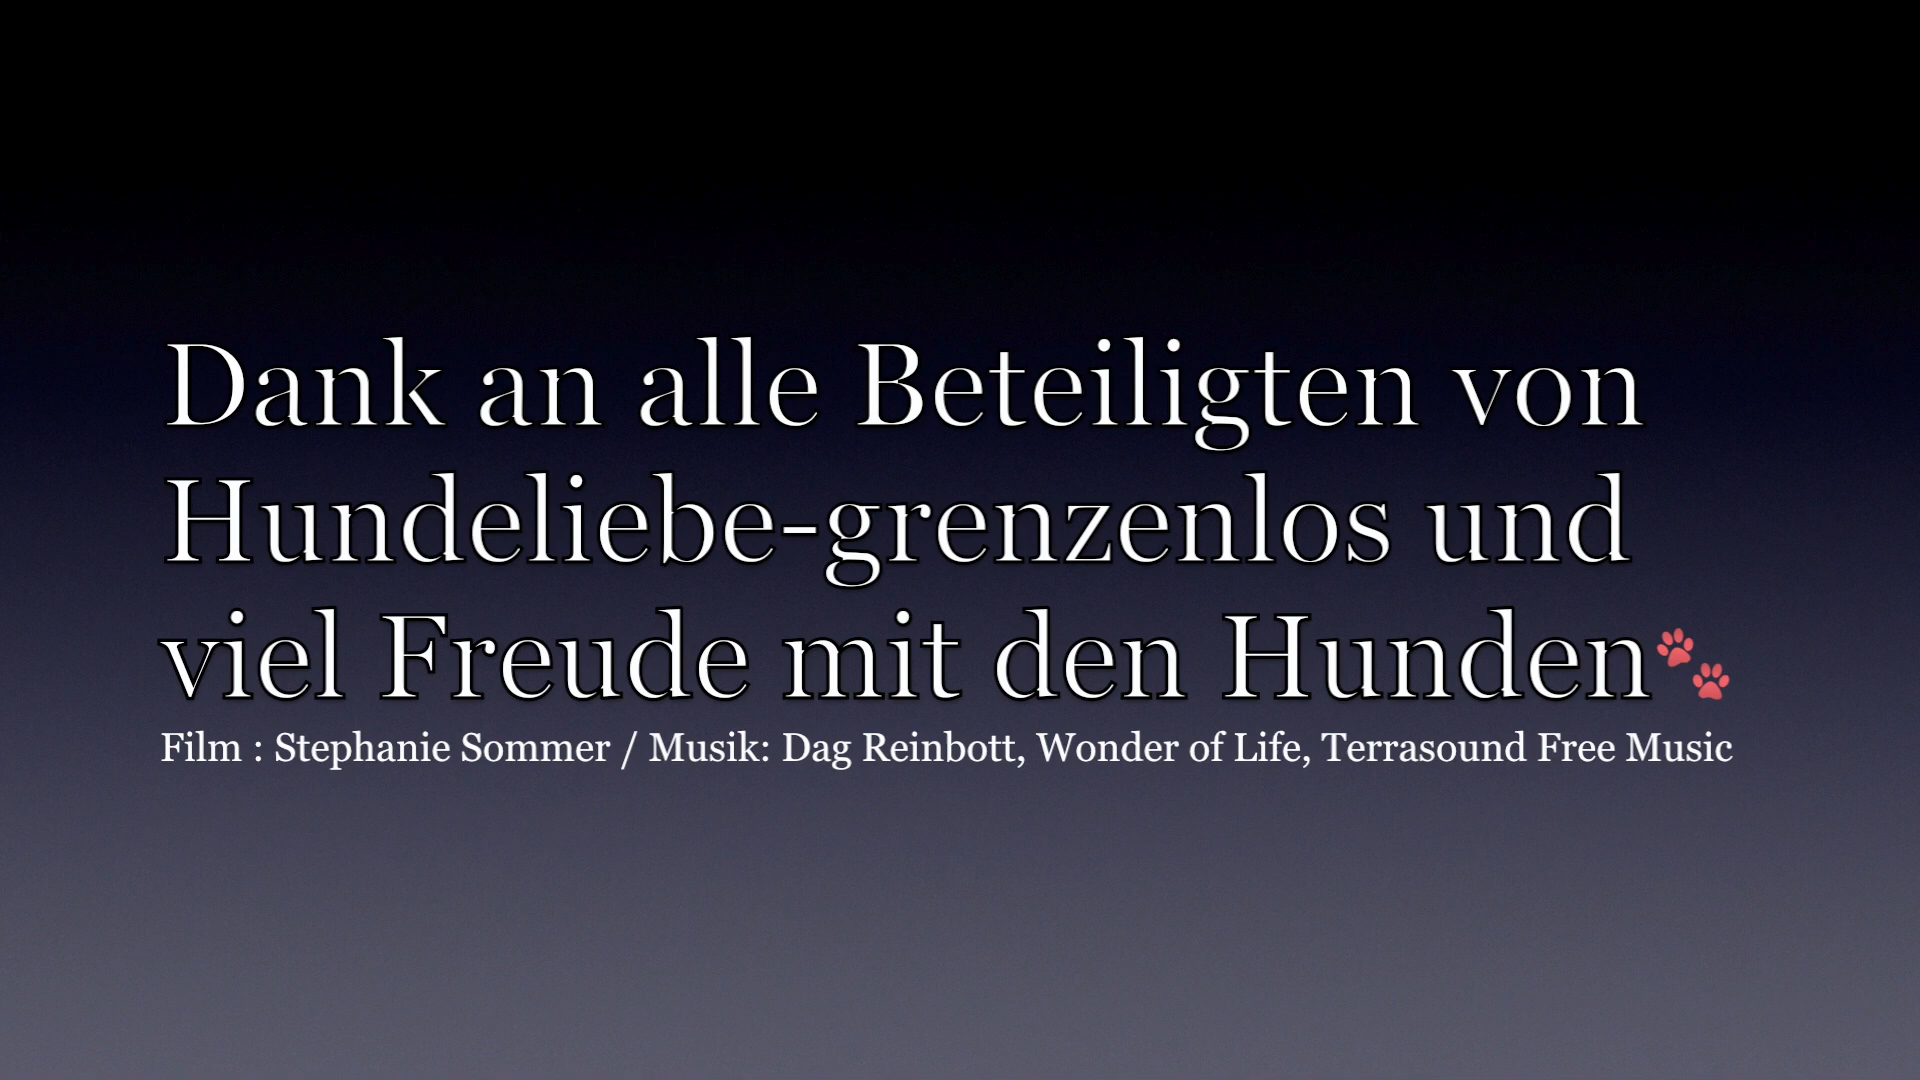 Dank an alle Beteiligten von
Hundeliebe-grenzenlos und
viel Freude mit den Hunden🐾
Film : Stephanie Sommer / Musik: Dag Reinbott, Wonder of Life, Terrasound Free Music